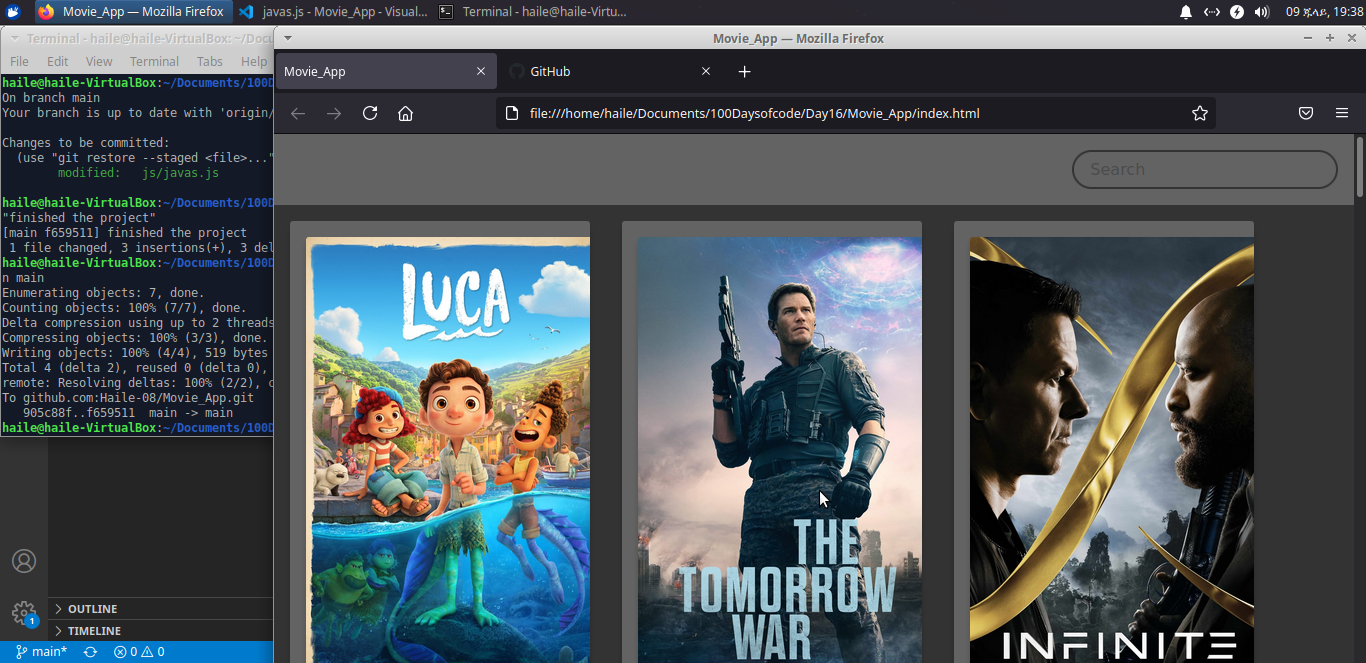 Movie_App — Mozilla Firefox
javas.js - Movie_App - Visual...
Terminal - haile@haile-Virtu...
09 ጁላይ, 19:38
Terminal - haile@haile-VirtualBox: ~/Docu
File Edit View Terminal Tabs Help
haile@haile-VirtualBox:~/Documents/100D
On branch main
Your branch is up to date with 'origin/
Changes to be committed:
(use "git restore --staged <file>..."
modified: js/javas.js
haile@haile-VirtualBox:~/Documents/100D
"finished the project"
[main f659511] finished the project
1 file changed, 3 insertions(+), 3 del
haile@haile-VirtualBox:~/Documents/100D
n main
Enumerating objects: 7, done.
Counting objects: 100% (7/7), done.
Delta compression using up to 2 threads
Compressing objects: 100% (3/3), done.
Writing objects: 100% (4/4), 519 bytes
Total 4 (delta 2), reused 0 (delta 0),
remote: Resolving deltas: 100% (2/2), c
To github.com:Haile-08/Movie_App.git
905c88f..f659511 main -> main
haile@haile-VirtualBox:~/Documents/100D
OUTLINE
TIMELINE
1
main*
0
0
Movie_App — Mozilla Firefox
Movie_App
GitHub
file:///home/haile/Documents/100Daysofcode/Day16/Movie_App/index.html
Search
LUCA
THE
TOMORROW
WAR
INFINITE